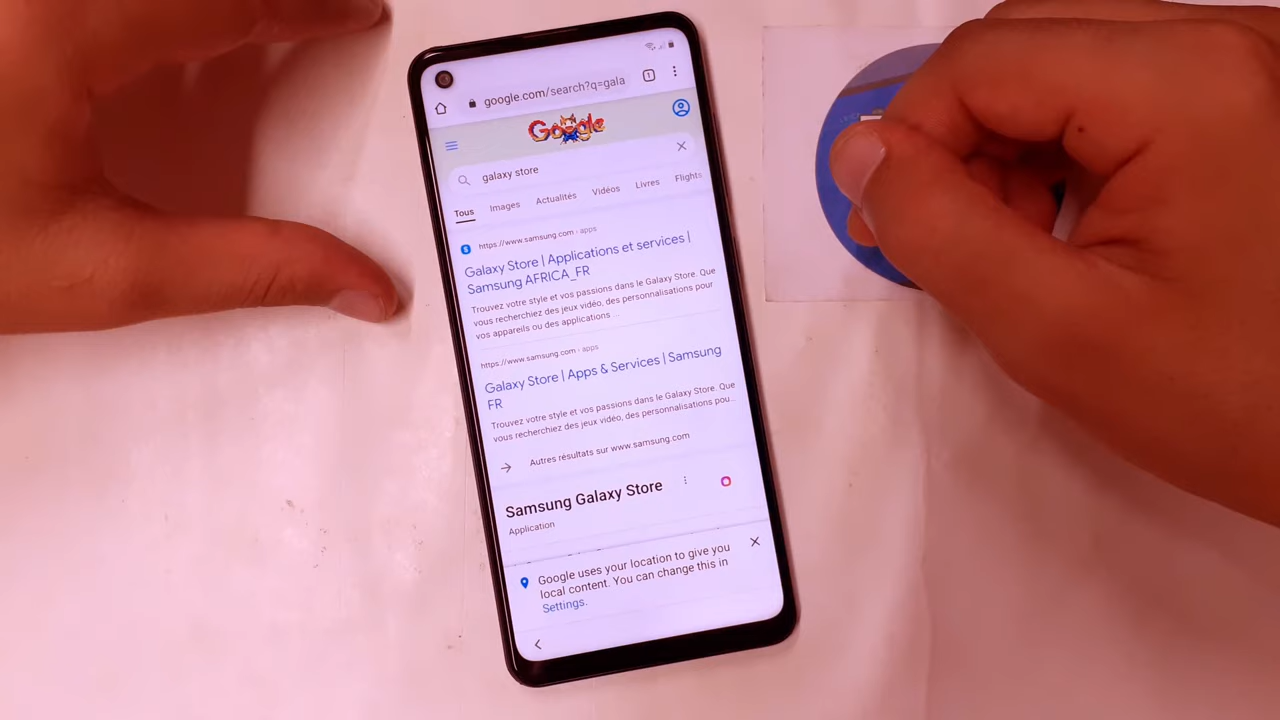 google.com/search?q=gala
1
Google
galaxy store
Tous Images Actualités Vidéos Livres Flights
https://www.samsung.com › apps
Galaxy Store | Applications et services |
Samsung AFRICA_FR
Trouvez votre style et vos passions dans le Galaxy Store. Que
vous recherchiez des jeux vidéo, des personnalisations pour
vos appareils ou des applications ...
https://www.samsung.com › apps
Galaxy Store | Apps & Services | Samsung
FR
Trouvez votre style et vos passions dans le Galaxy Store. Que
vous recherchiez des jeux vidéo, des personnalisations pou...
Autres résultats sur www.samsung.com
Samsung Galaxy Store
Application
Google uses your location to give you
local content. You can change this in
Settings.